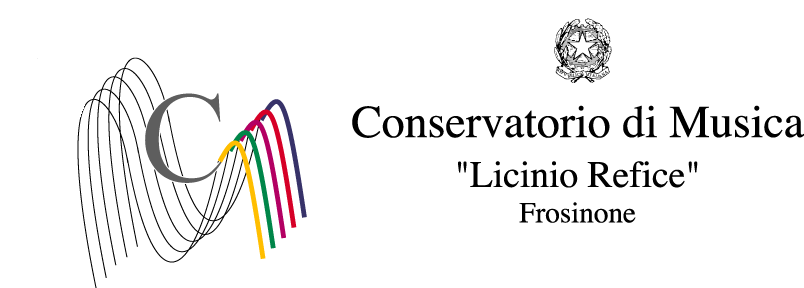 C
Conservatorio di Musica
"Licinio Refice"
Frosinone